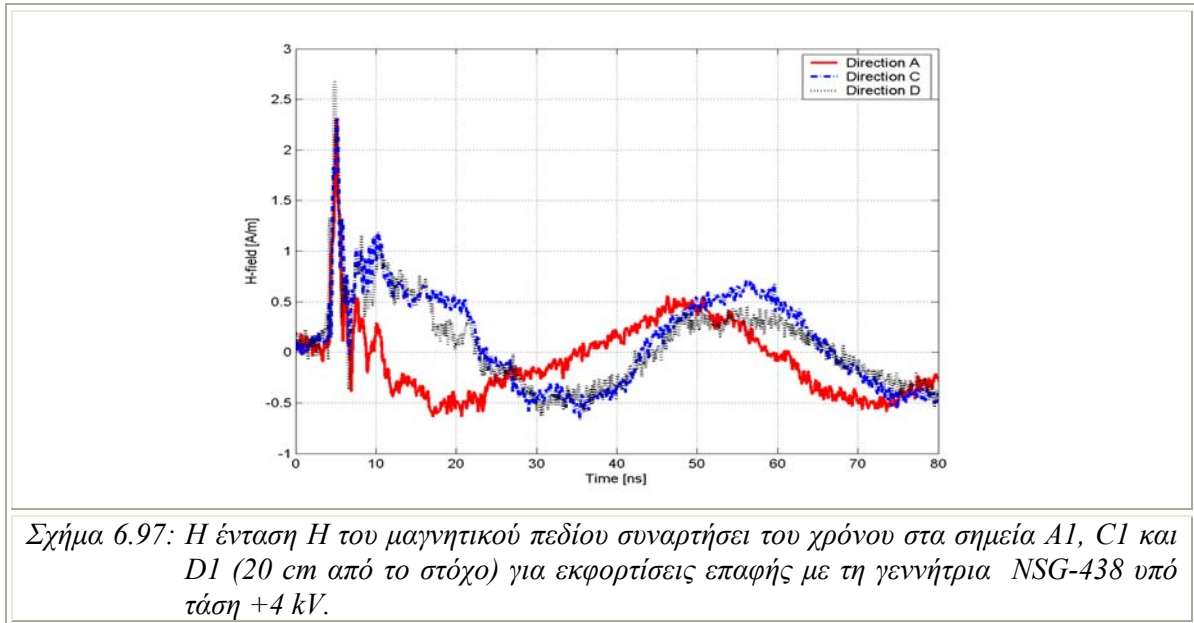 3
2.5
2
1.5
1
0.5
0
-0.5
-1
H-field [A/m]
Direction A
Direction C
Direction D
0 10 20 30 40 50 60 70 80
Time [ns]
Σχήμα 6.97: Η ένταση Η του μαγνητικού πεδίου συναρτήσει του χρόνου στα σημεία Α1, C1 και
D1 (20 cm από το στόχο) για εκφορτίσεις επαφής με τη γεννήτρια NSG-438 υπό
τάση +4 kV.